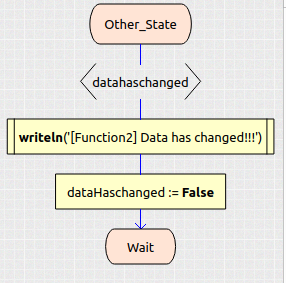 Other_State
datahaschanged
writeln('[Function2] Data has changed!!!')
dataHaschanged := False
Wait